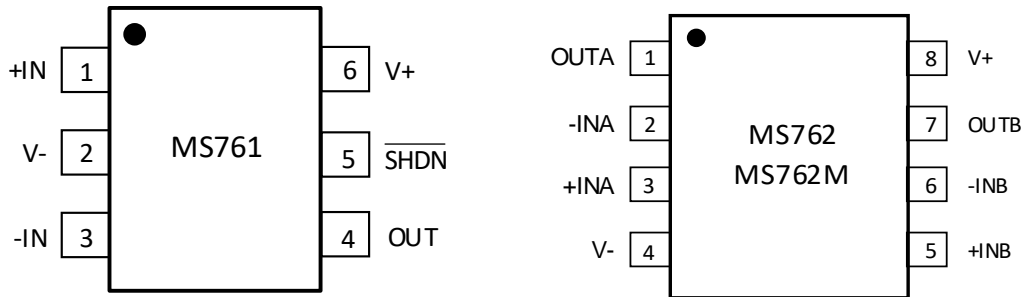 +IN 1
V- 2
-IN 3
MS761
6 V+
5 SHDN
4 OUT
OUTA 1
-INA 2
+INA 3
V- 4
MS762
MS762M
8 V+
7 OUTB
6 -INB
5 +INB